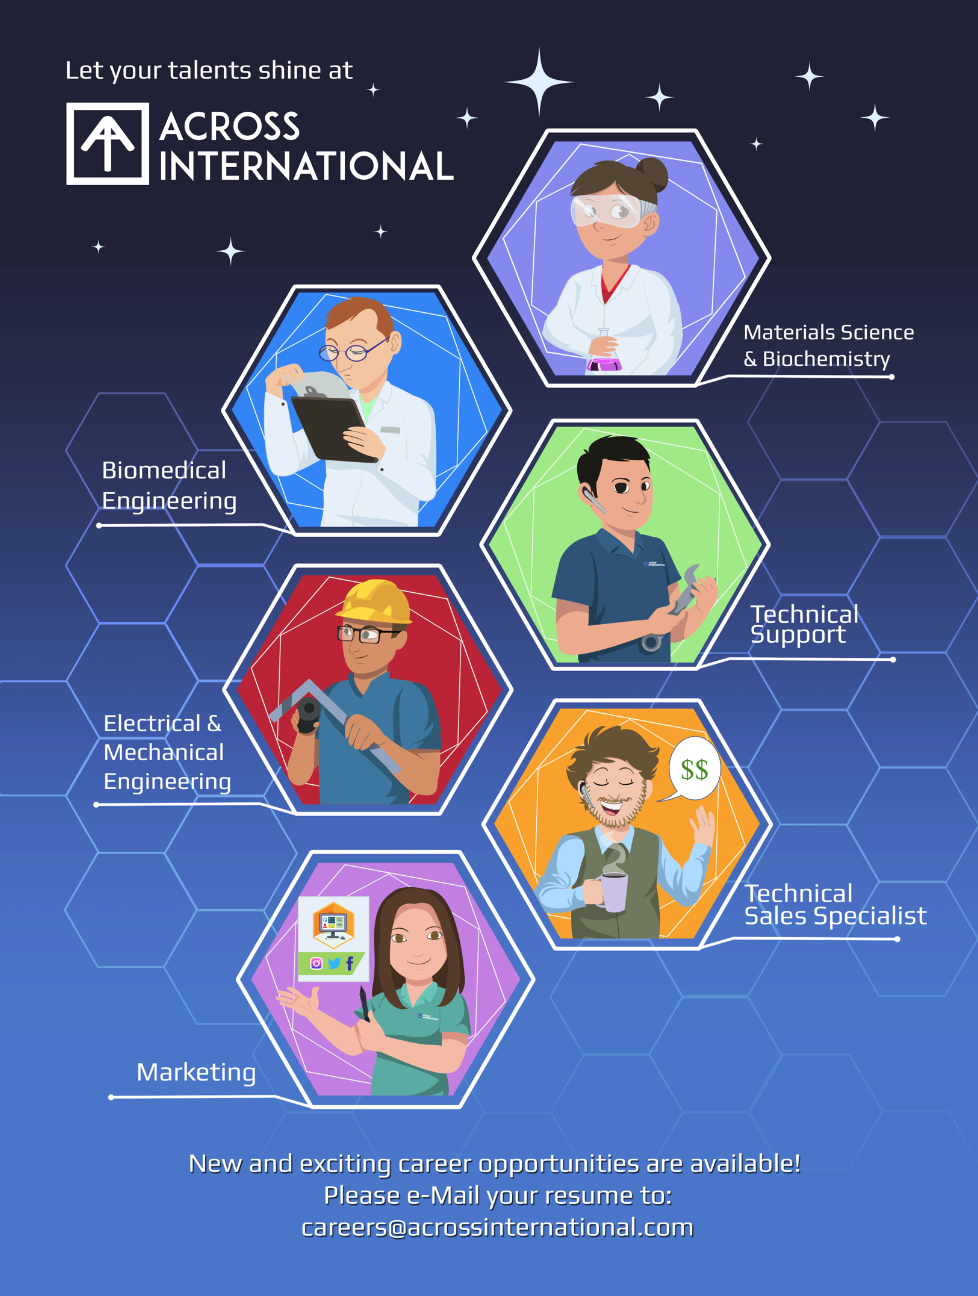 Let your talents shine at
ACROSS
INTERNATIONAL
Materials Science
& Biochemistry
Biomedical
Engineering
Technical
Support
Electrical &
Mechanical
Engineering
$$
Technical
Sales Specialist
Marketing
New and exciting career opportunities are available!
Please e-Mail your resume to:
careers@acrossinternational.com